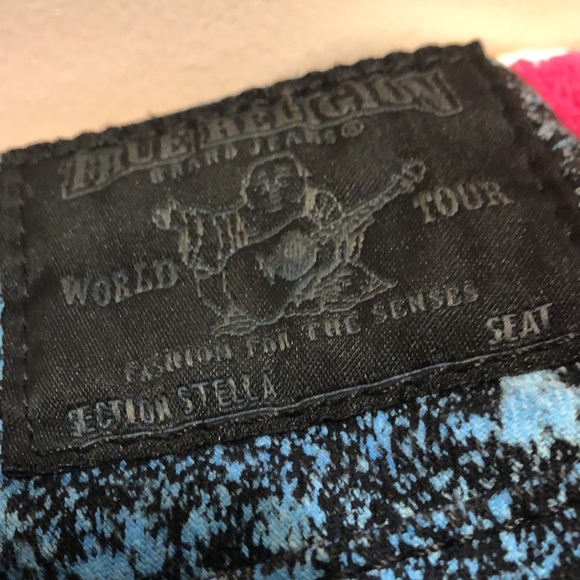 TRUE RELIGION
BRAND JEANS®
WORLD TOUR
FASHION FOR THE SENSES
SECTION STELLA SEAT